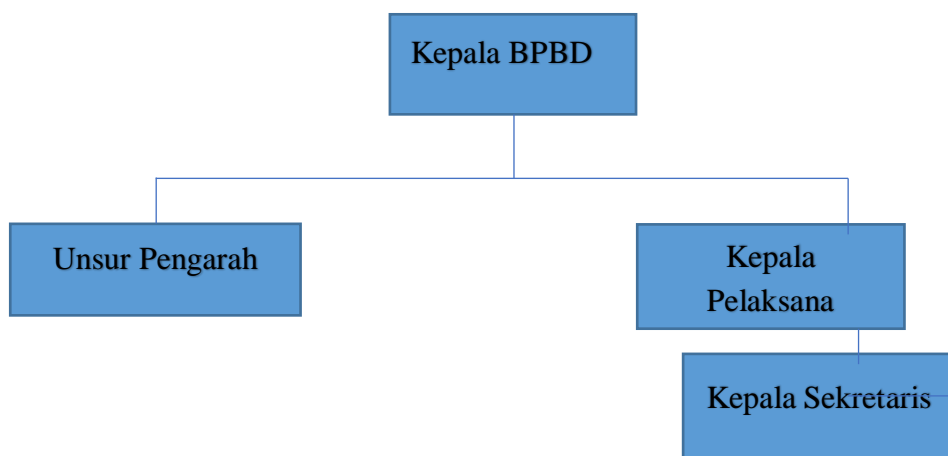 Kepala BPBD
Unsur Pengarah
Kepala
Pelaksana
Kepala Sekretaris